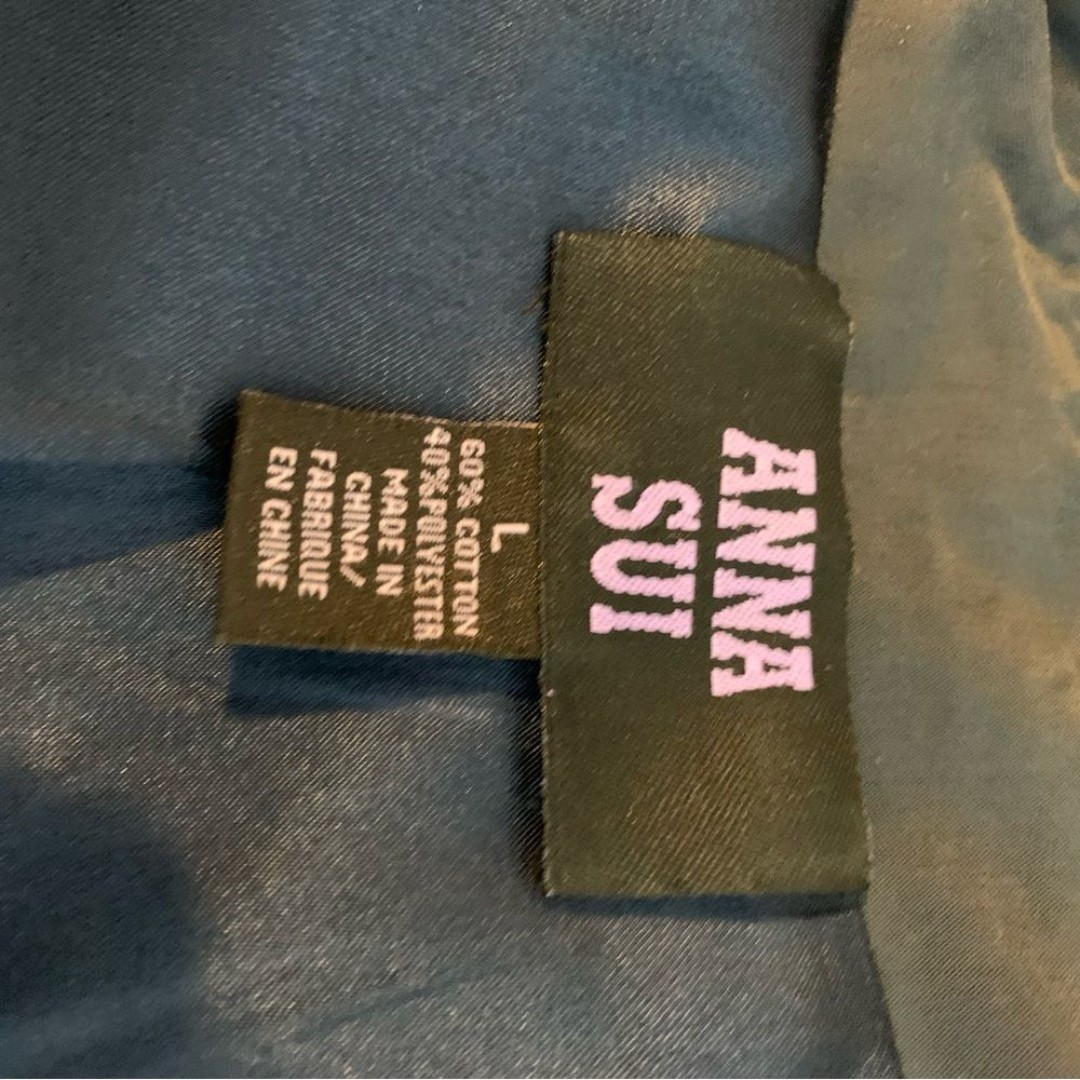 ANNA
SUI
L
60% COTTON
40% POLYESTER
MADE IN
CHINA/
FABRIQUE
EN CHINE